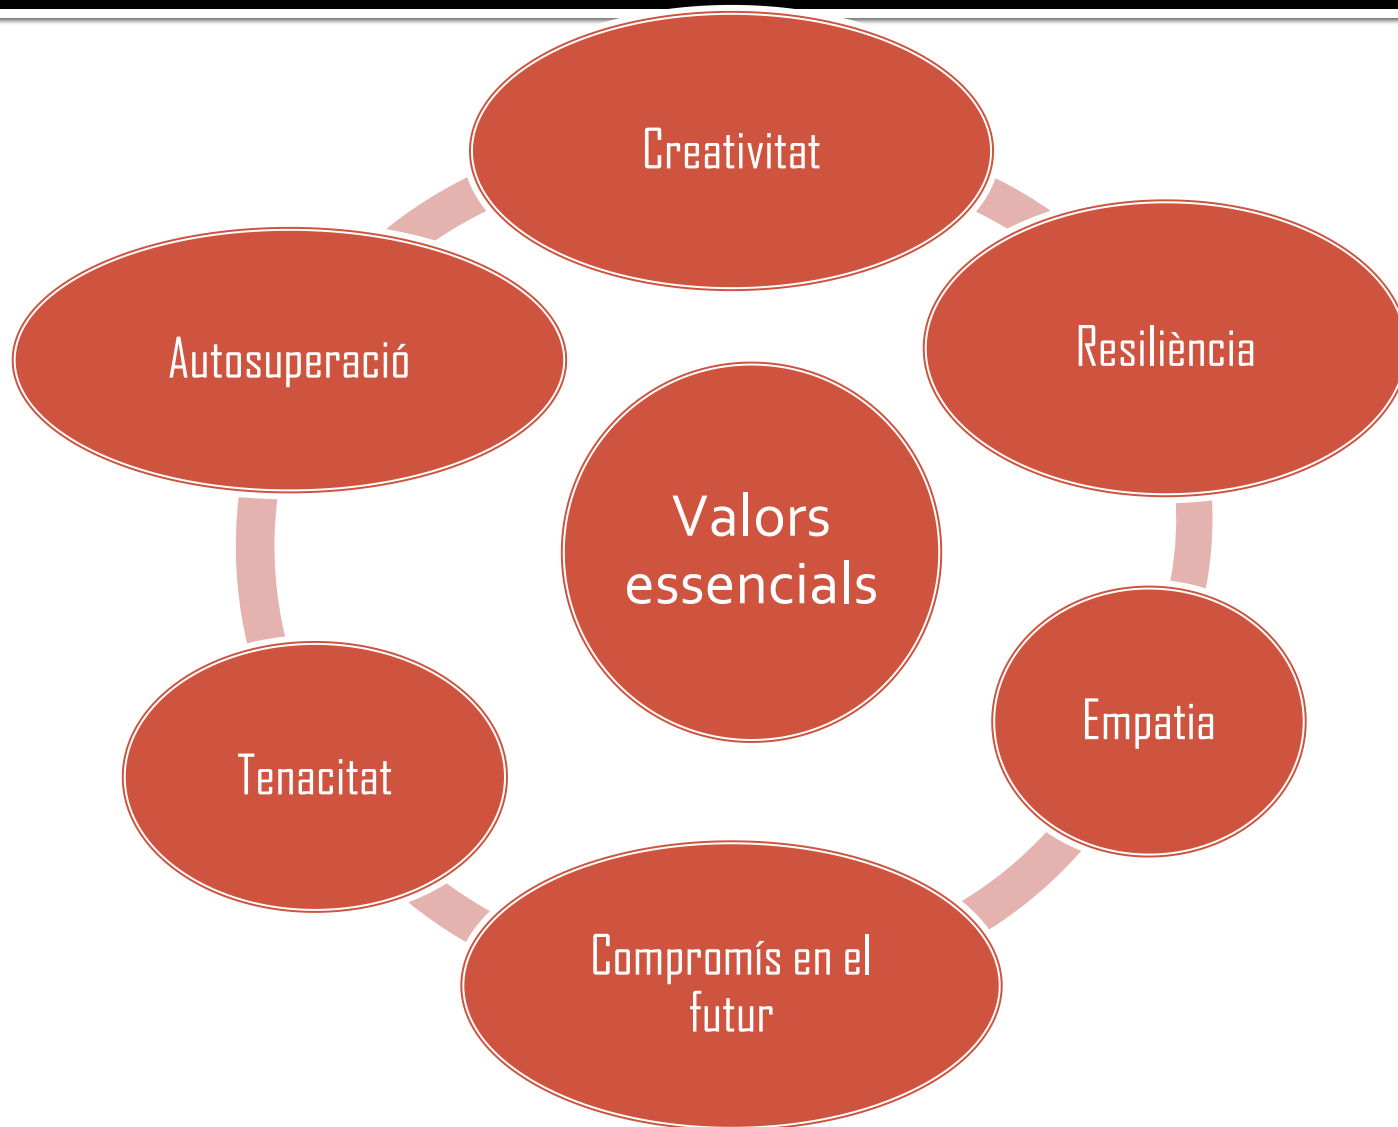 Creativitat
Resiliència
Autosuperació
Valors
essencials
Empatia
Tenacitat
Compromís en el
futur